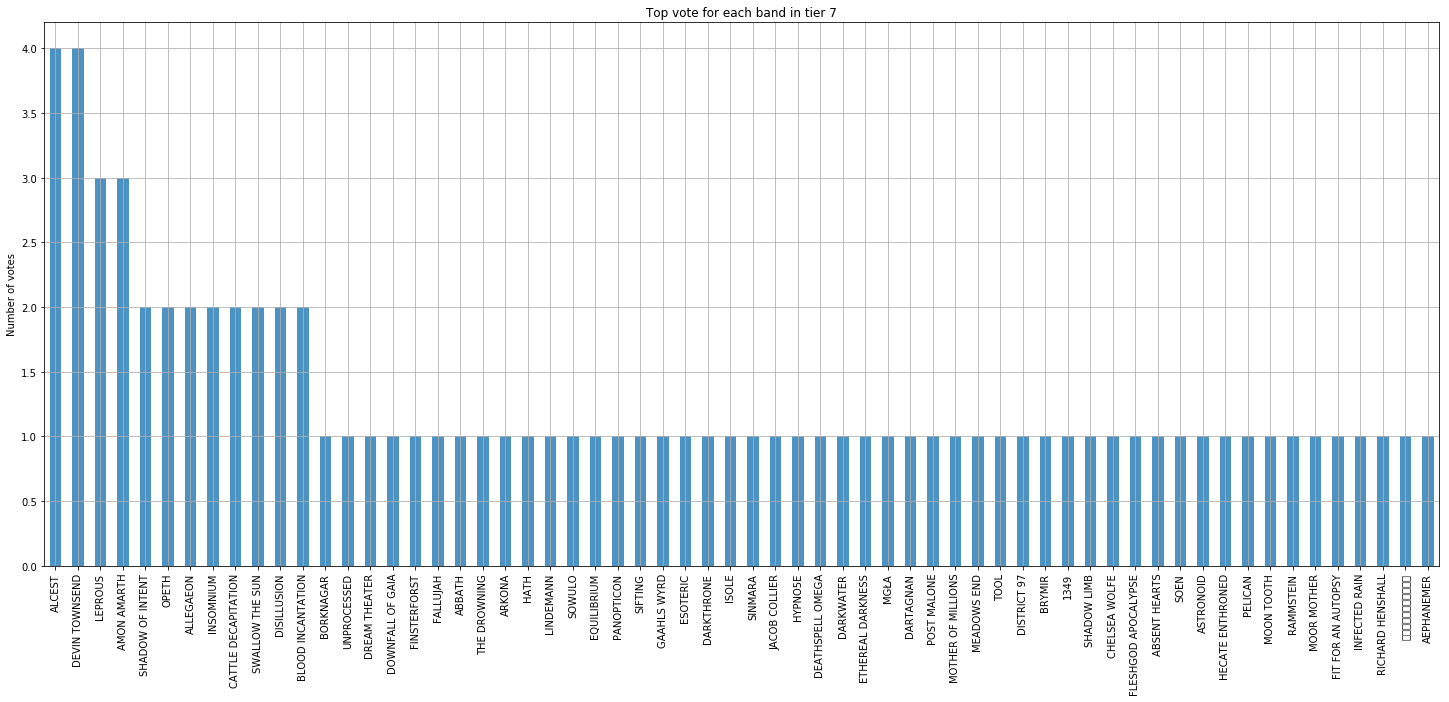 Top vote for each band in tier 7
Number of votes
4.0
3.5
3.0
2.5
2.0
1.5
1.0
0.5
0.0
ALCEST
DEVIN TOWNSEND
LEPROUS
AMON AMARTH
SHADOW OF INTENT
OPETH
ALLEGAEON
INSOMNIUM
CATTLE DECAPITATION
SWALLOW THE SUN
DISILLUSION
BLOOD INCANTATION
BORKNAGAR
UNPROCESSED
DREAM THEATER
DOWNFALL OF GAIA
FINSTERFORST
FALLUJAH
ABBATH
THE DROWNING
ARKONA
HATH
LINDEMANN
SOWULO
EQUILIBRIUM
PANOPTICON
SIFTING
GAAHLS WYRD
ESOTERIC
DARKTHRONE
ISOLE
SINMARA
JACOB COLLIER
HYPNO5E
DEATHSPELL OMEGA
DARKWATER
ETHEREAL DARKNESS
MGŁA
DARTAGNAN
POST MALONE
MOTHER OF MILLIONS
MEADOWS END
TOOL
DISTRICT 97
BRYMIR
1349
SHADOW LIMB
CHELSEA WOLFE
FLESHGOD APOCALYPSE
ABSENT HEARTS
SOEN
ASTRONOID
HECATE ENTHRONED
PELICAN
MOON TOOTH
RAMMSTEIN
MOOR MOTHER
FIT FOR AN AUTOPSY
INFECTED RAIN
RICHARD HENSHALL
AEPHANEMER